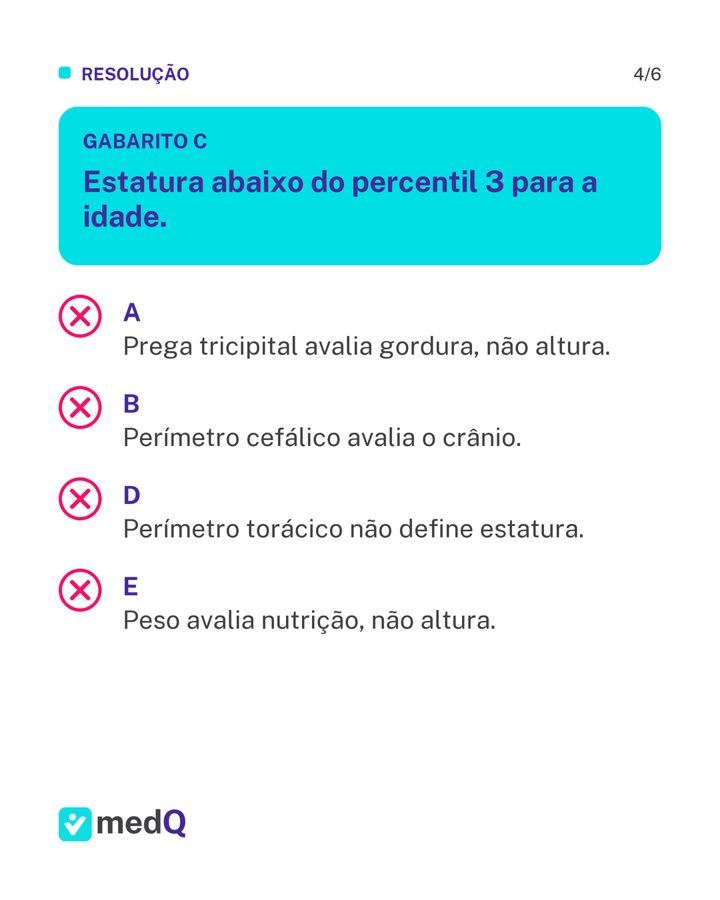 RESOLUÇÃO
4/6
GABARITO C
Estatura abaixo do percentil 3 para a
idade.
A
Prega tricipital avalia gordura, não altura.
B
Perímetro cefálico avalia o crânio.
D
Perímetro torácico não define estatura.
E
Peso avalia nutrição, não altura.
medQ